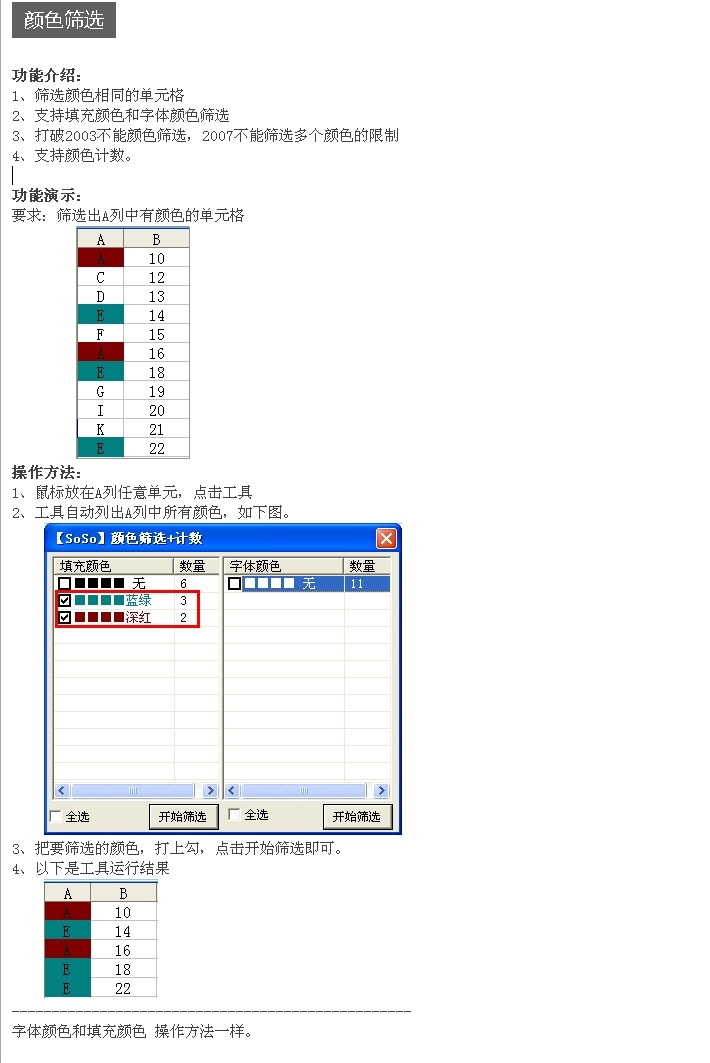 颜色筛选
功能介绍：
1、筛选颜色相同的单元格
2、支持填充颜色和字体颜色筛选
3、打破2003不能颜色筛选，2007不能筛选多个颜色的限制
4、支持颜色计数。
功能演示：
要求：筛选出A列中有颜色的单元格
A B
A 10
C 12
D 13
E 14
F 15
A 16
E 18
G 19
I 20
K 21
E 22
操作方法：
1、鼠标放在A列任意单元，点击工具
2、工具自动列出A列中所有颜色，如下图。
【SoSo】颜色筛选+计数
填充颜色 数量 字体颜色 数量
无 6 无 11
蓝绿 3
深红 2
全选 开始筛选 全选 开始筛选
3、把要筛选的颜色，打上勾，点击开始筛选即可。
4、以下是工具运行结果
A B
A 10
E 14
A 16
E 18
E 22
--------------------------------------------------
字体颜色和填充颜色 操作方法一样。